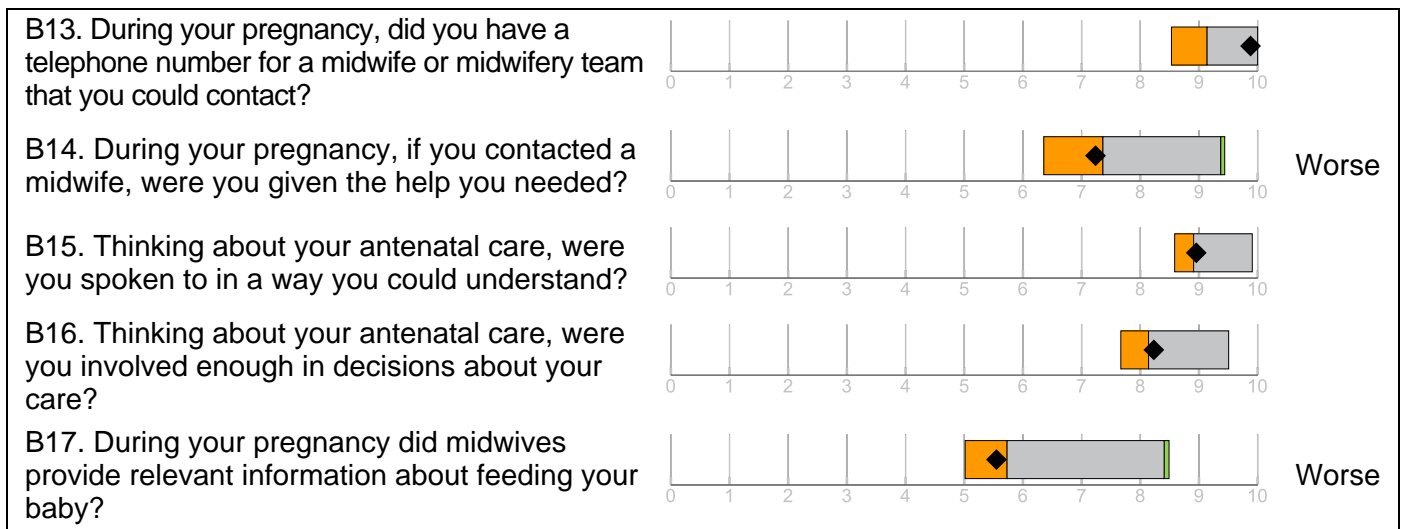 B13. During your pregnancy, did you have a
telephone number for a midwife or midwifery team
that you could contact?
0 1 2 3 4 5 6 7 8 9 10
B14. During your pregnancy, if you contacted a
midwife, were you given the help you needed?
0 1 2 3 4 5 6 7 8 9 10
Worse
B15. Thinking about your antenatal care, were
you spoken to in a way you could understand?
0 1 2 3 4 5 6 7 8 9 10
B16. Thinking about your antenatal care, were
you involved enough in decisions about your
care?
0 1 2 3 4 5 6 7 8 9 10
B17. During your pregnancy did midwives
provide relevant information about feeding your
baby?
0 1 2 3 4 5 6 7 8 9 10
Worse